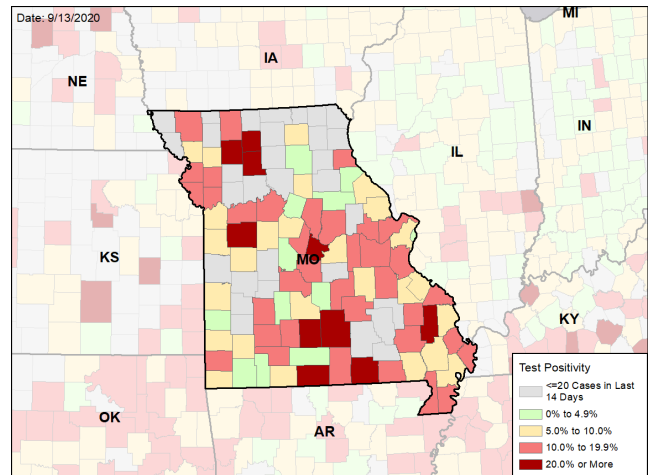 Date: 9/13/2020
MI
IA
NE
IL
IN
KS
MO
KY
OK
AR
Test Positivity
<=20 Cases in Last
14 Days
0% to 4.9%
5.0% to 10.0%
10.0% to 19.9%
20.0% or More